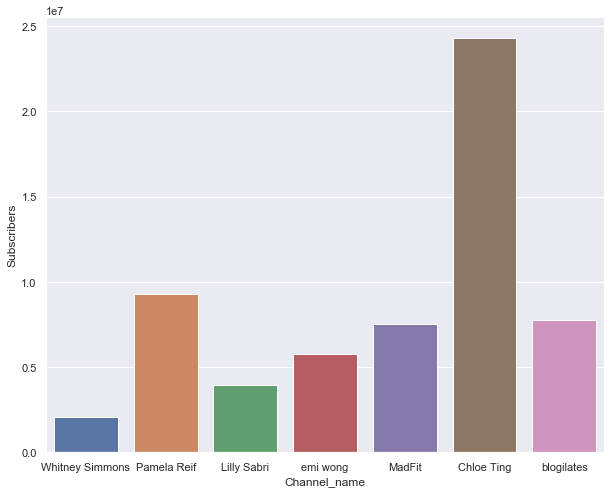 1e7
2.5
2.0
1.5
1.0
0.5
0.0
Subscribers
Whitney Simmons Pamela Reif Lilly Sabri emi wong MadFit Chloe Ting blogilates
Channel_name